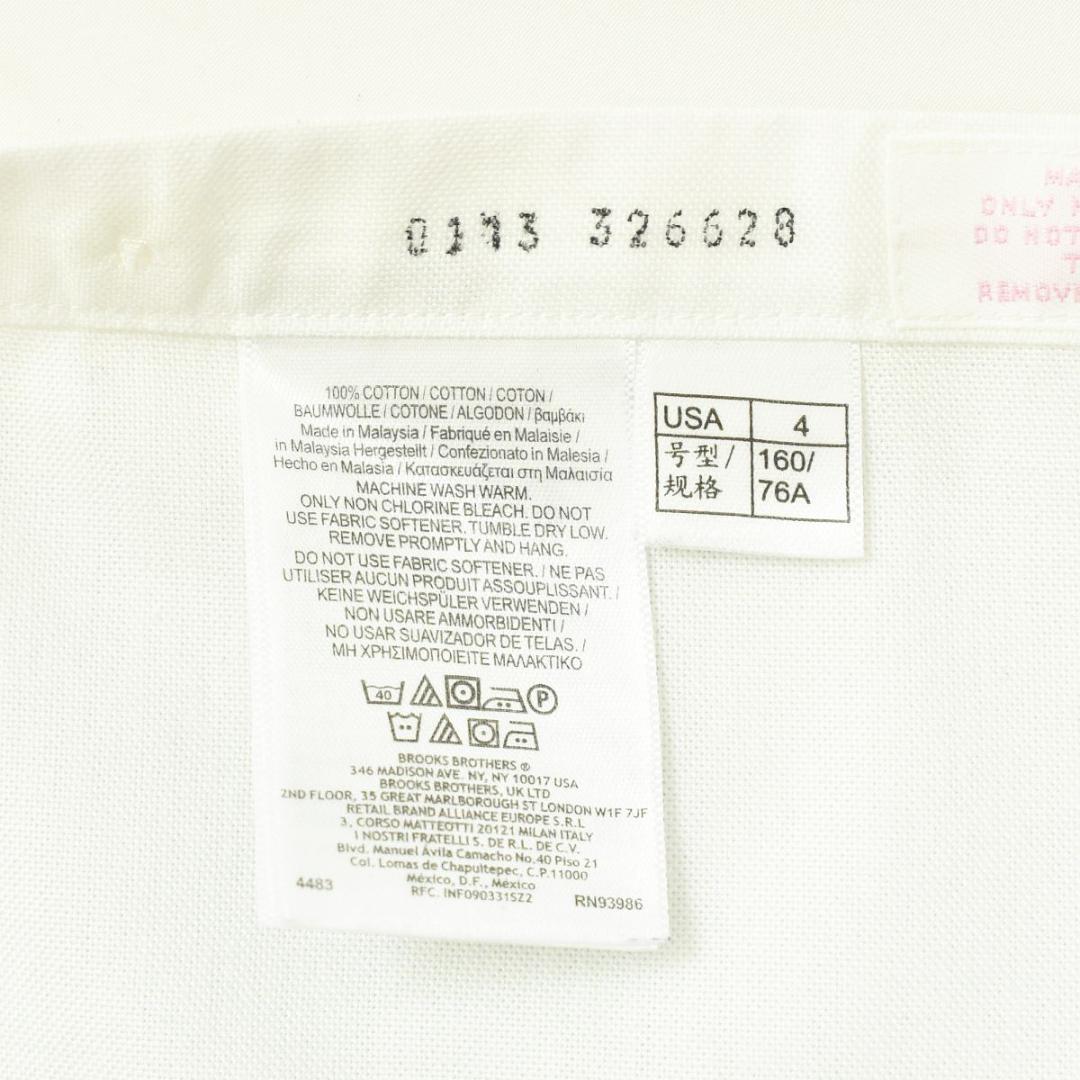 326628
ONLY
DO NOT
100% COTTON / COTTON / COTON /
BAUMWOLLE / COTONE / ALGODON / βαμβάκι
Made in Malaysia / Fabriqué en Malaisie /
in Malaysia Hergestellt / Confezionato in Malesia /
Hecho en Malasia / Κατασκευάζεται στη Μαλαισία
MACHINE WASH WARM.
ONLY NON CHLORINE BLEACH. DO NOT
USE FABRIC SOFTENER. TUMBLE DRY LOW.
REMOVE PROMPTLY AND HANG.
DO NOT USE FABRIC SOFTENER. / NE PAS
UTILISER AUCUN PRODUIT ASSOUPLISSANT. /
KEINE WEICHSPÜLER VERWENDEN /
NON USARE AMMORBIDENTI /
NO USAR SUAVIZADOR DE TELAS. /
ΜΗ ΧΡΗΣΙΜΟΠΟΙΕΙΤΕ ΜΑΛΑΚΤΙΚΟ
40 P
BROOKS BROTHERS ®
346 MADISON AVE. NY, NY 10017 USA
BROOKS BROTHERS, UK LTD
2ND FLOOR, 35 GREAT MARLBOROUGH ST LONDON W1F 7JF
RETAIL BRAND ALLIANCE EUROPE S.R.L
3, CORSO MATTEOTTI 20121 MILAN ITALY
I NOSTRI FRATELLI S. DE R.L. DE C.V.
Blvd. Manuel Ávila Camacho No.40 Piso 21
Col. Lomas de Chapultepec, C.P.11000
México, D.F., México
RFC. INF090331SZ2
4483 RN93986
USA 4
号型/ 160/
规格 76A